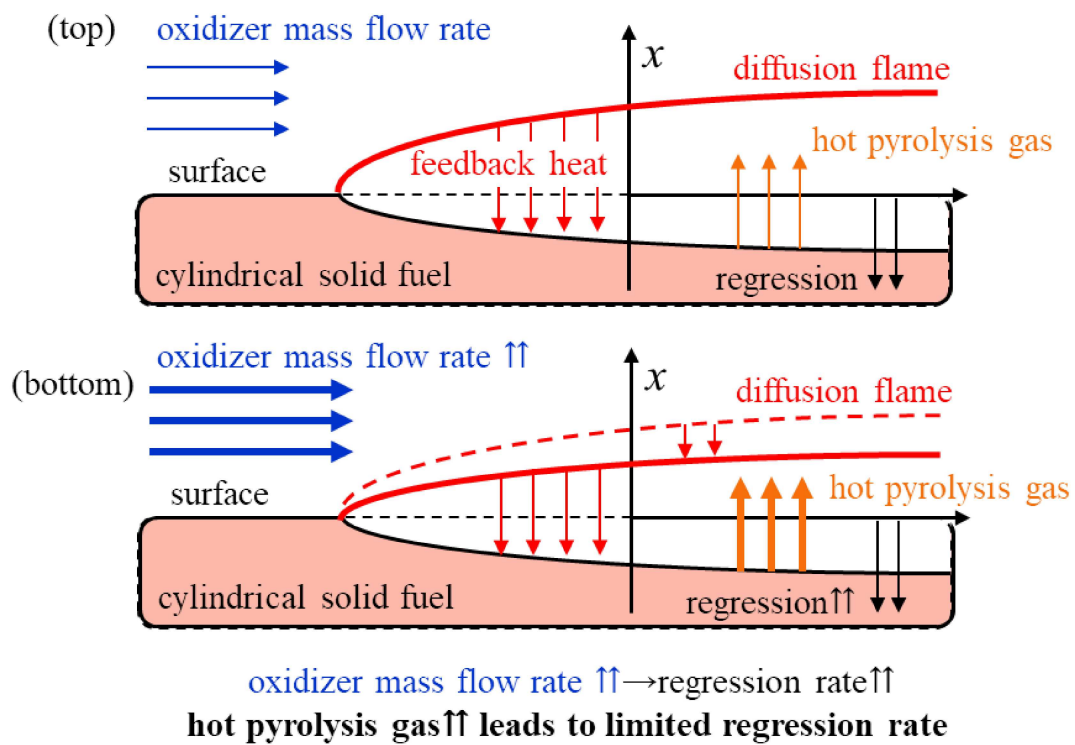 (top)
oxidizer mass flow rate
x
diffusion flame
hot pyrolysis gas
surface
feedback heat
cylindrical solid fuel
regression
oxidizer mass flow rate ⇈
(bottom)
x
diffusion flame
hot pyrolysis gas
surface
cylindrical solid fuel
regression⇈
oxidizer mass flow rate ⇈→regression rate⇈
hot pyrolysis gas⇈ leads to limited regression rate